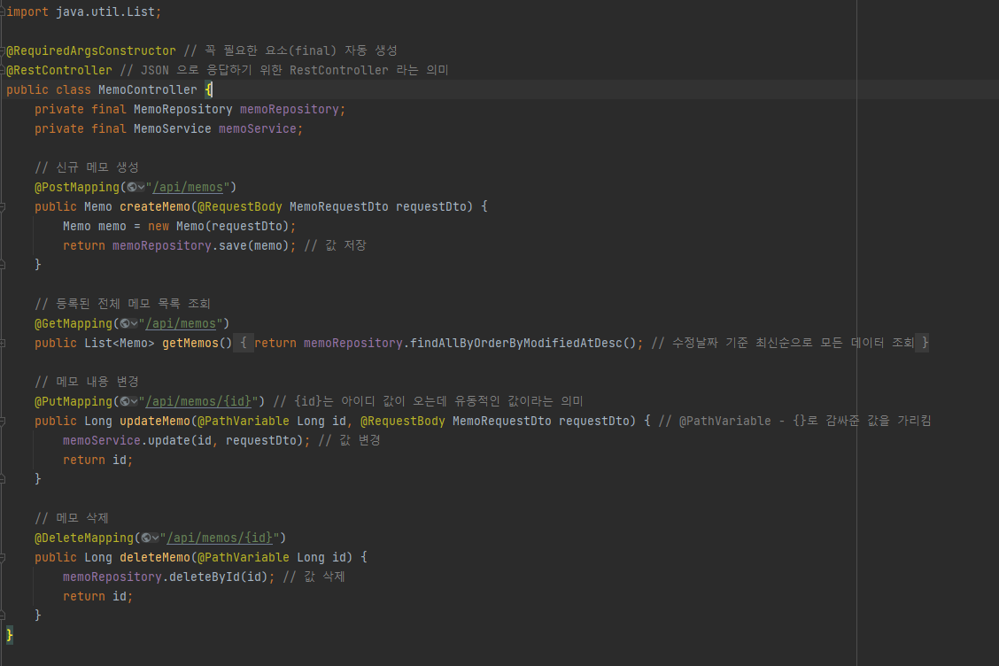 import java.util.List;
@RequiredArgsConstructor // 꼭 필요한 요소(final) 자동 생성
@RestController // JSON 으로 응답하기 위한 RestController 라는 의미
public class MemoController {
private final MemoRepository memoRepository;
private final MemoService memoService;
// 신규 메모 생성
@PostMapping("/api/memos")
public Memo createMemo(@RequestBody MemoRequestDto requestDto) {
Memo memo = new Memo(requestDto);
return memoRepository.save(memo); // 값 저장
}
// 등록된 전체 메모 목록 조회
@GetMapping("/api/memos")
public List<Memo> getMemos() { return memoRepository.findAllByOrderByModifiedAtDesc(); // 수정날짜 기준 최신순으로 모든 데이터 조회 }
// 메모 내용 변경
@PutMapping("/api/memos/{id}") // {id}는 아이디 값이 오는데 유동적인 값이라는 의미
public Long updateMemo(@PathVariable Long id, @RequestBody MemoRequestDto requestDto) { // @PathVariable - {}로 감싸준 값을 가리킴
memoService.update(id, requestDto); // 값 변경
return id;
}
// 메모 삭제
@DeleteMapping("/api/memos/{id}")
public Long deleteMemo(@PathVariable Long id) {
memoRepository.deleteById(id); // 값 삭제
return id;
}
}